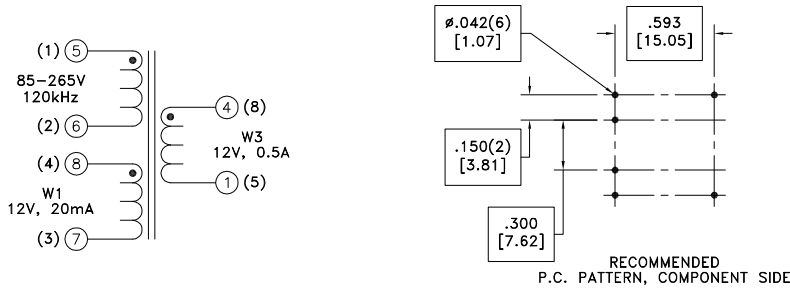 (1) 5
85–265V
120kHz
(2) 6
(4) 8
W1
12V, 20mA
(3) 7
4 (8)
W3
12V, 0.5A
1 (5)
Ø.042(6)
[1.07]
.593
[15.05]
.150(2)
[3.81]
.300
[7.62]
RECOMMENDED
P.C. PATTERN, COMPONENT SIDE